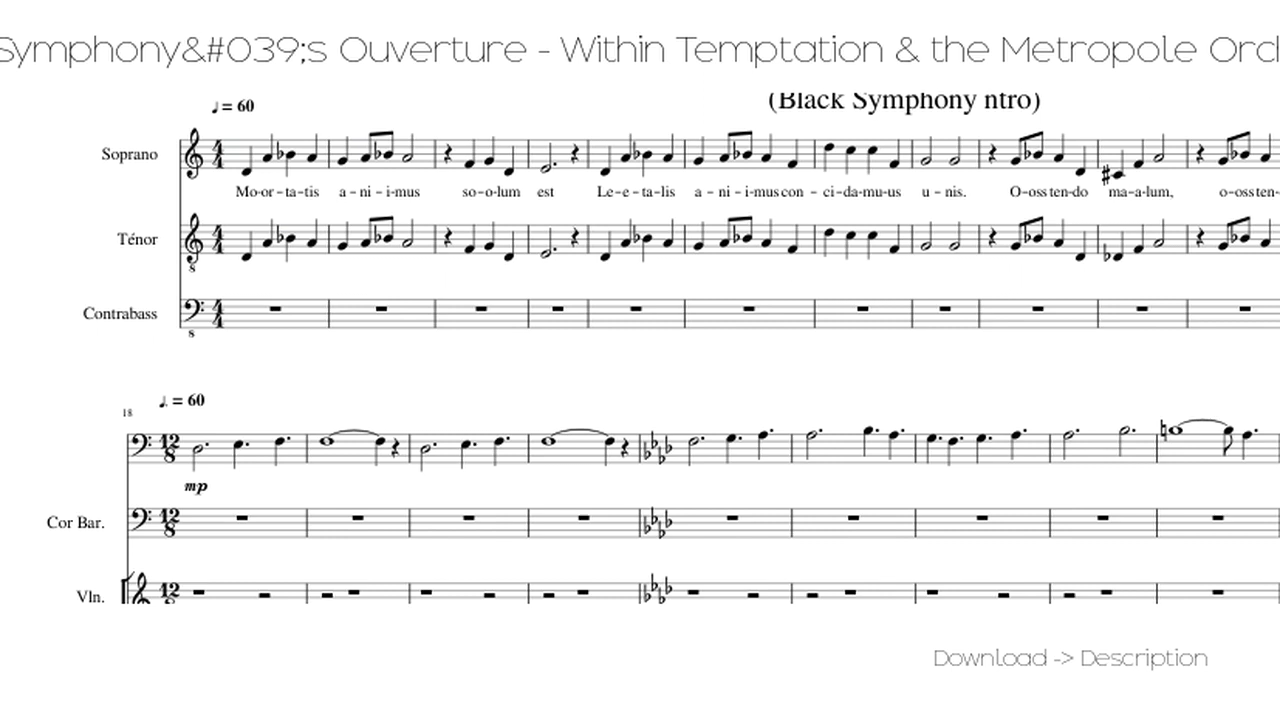 Symphony&#039;s Ouverture - Within Temptation & the Metropole Orc
(Black Symphony ntro)
♩ = 60
Soprano
Mo-or-ta-tis a-ni-i-mus so-o-lum est Le-e-ta-lis a-ni-i-mus con-ci-da-mu-us u-nis. O-oss ten-do ma-a-lum, o-oss ten-
Ténor
8
Contrabass
8
18
♩. = 60
mp
Cor Bar.
Vln.
Download -> Description